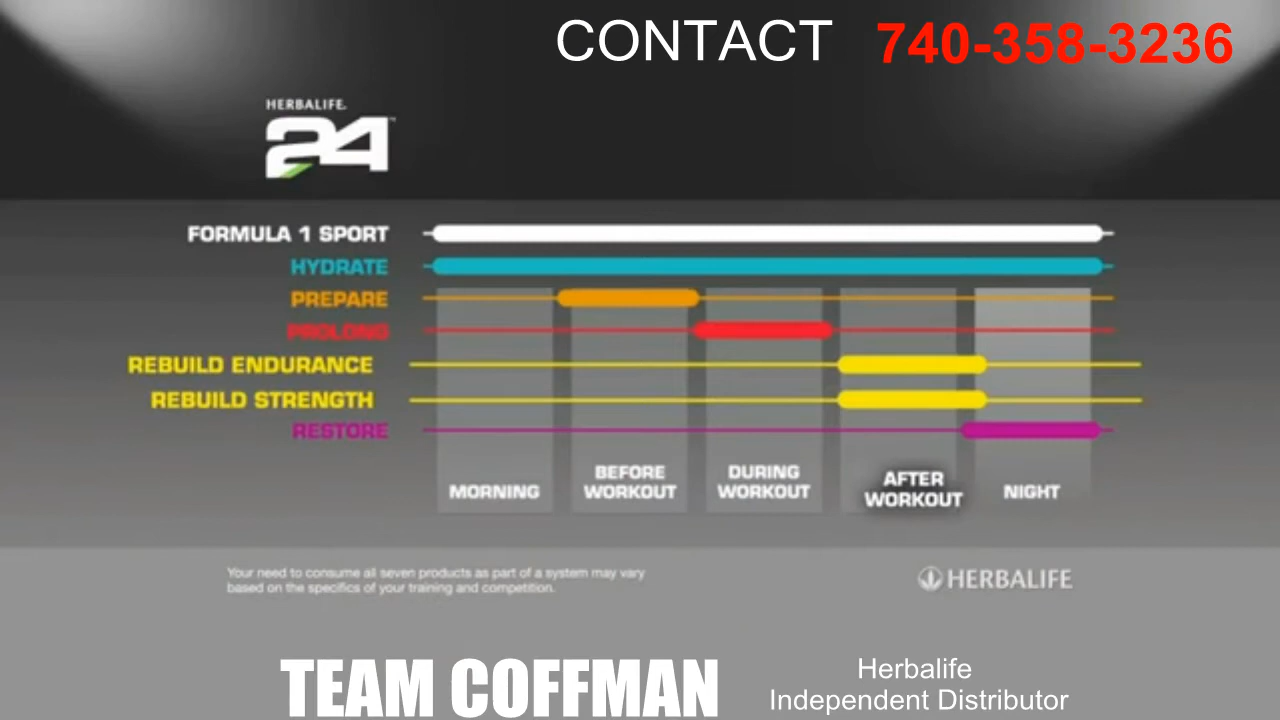 CONTACT 740-358-3236
HERBALIFE
24™
FORMULA 1 SPORT
HYDRATE
PREPARE
PROLONG
REBUILD ENDURANCE
REBUILD STRENGTH
RESTORE
MORNING
BEFORE
WORKOUT
DURING
WORKOUT
AFTER
WORKOUT
NIGHT
Your need to consume all seven products as part of a system may vary
based on the specifics of your training and competition.
HERBALIFE
TEAM COFFMAN
Herbalife
Independent Distributor